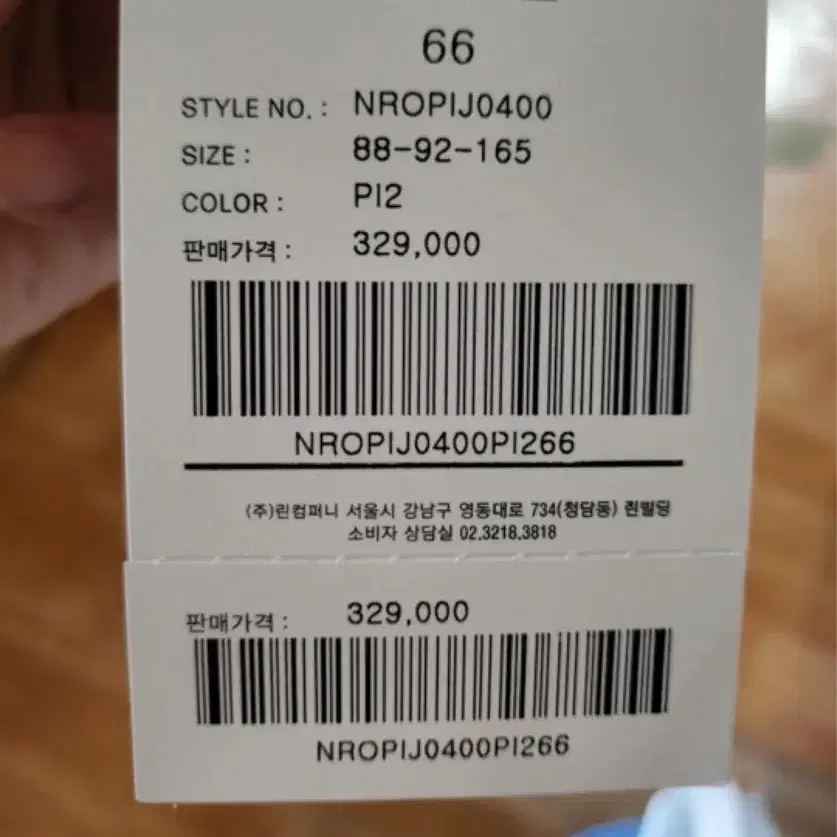 66
STYLE NO. : NROPIJ0400
SIZE : 88-92-165
COLOR : PI2
판매가격 : 329,000
NROPIJ0400PI266
(주)린컴퍼니 서울시 강남구 영동대로 734(청담동) 린빌딩
소비자 상담실 02.3218.3818
판매가격 : 329,000
NROPIJ0400PI266